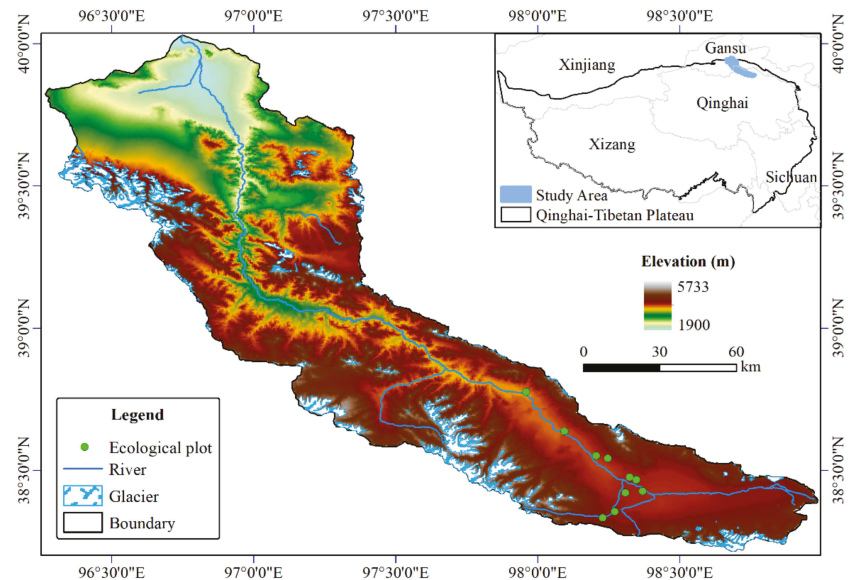 96°30'0"E 97°0'0"E 97°30'0"E 98°0'0"E 98°30'0"E
40°0'0"N
39°30'0"N
39°0'0"N
38°30'0"N
Gansu
Xinjiang
Qinghai
Xizang
Sichuan
Study Area
Qinghai-Tibetan Plateau
40°0'0"N
39°30'0"N
39°0'0"N
38°30'0"N
Elevation (m)
5733
1900
0 30 60
km
Legend
Ecological plot
River
Glacier
Boundary
96°30'0"E 97°0'0"E 97°30'0"E 98°0'0"E 98°30'0"E